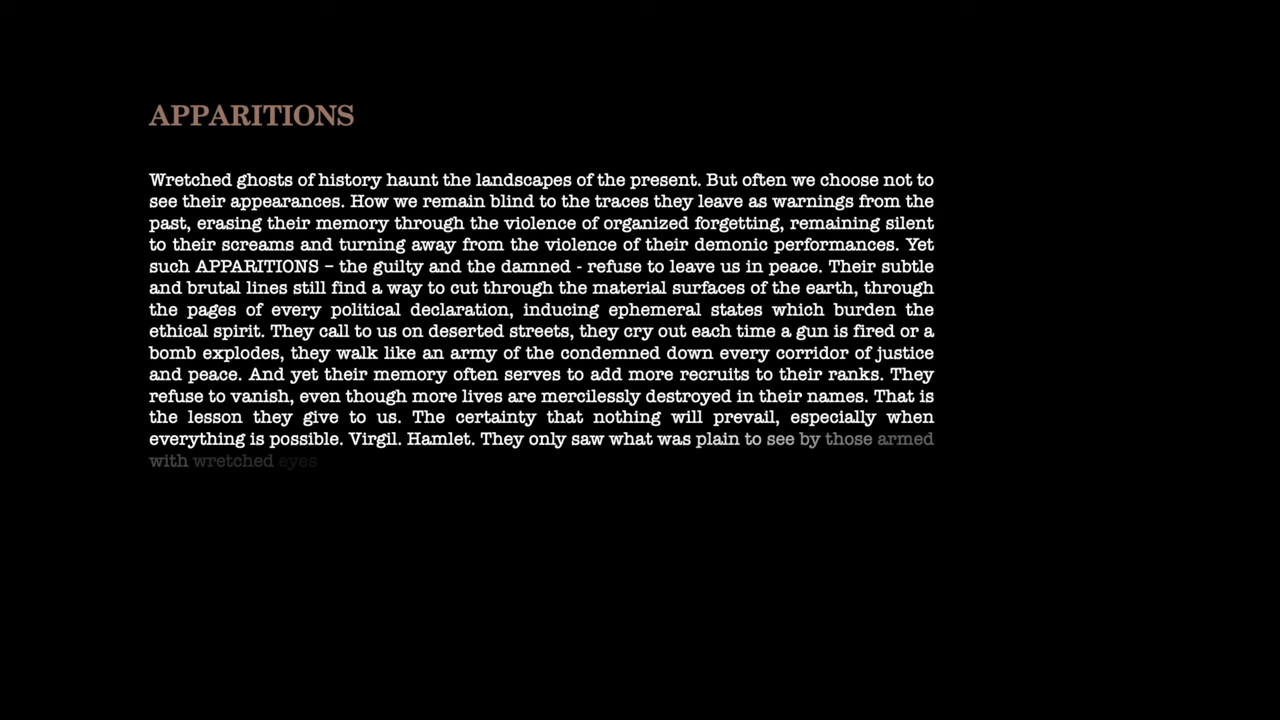 APPARITIONS
Wretched ghosts of history haunt the landscapes of the present. But often we choose not to
see their appearances. How we remain blind to the traces they leave as warnings from the
past, erasing their memory through the violence of organized forgetting, remaining silent
to their screams and turning away from the violence of their demonic performances. Yet
such APPARITIONS – the guilty and the damned - refuse to leave us in peace. Their subtle
and brutal lines still find a way to cut through the material surfaces of the earth, through
the pages of every political declaration, inducing ephemeral states which burden the
ethical spirit. They call to us on deserted streets, they cry out each time a gun is fired or a
bomb explodes, they walk like an army of the condemned down every corridor of justice
and peace. And yet their memory often serves to add more recruits to their ranks. They
refuse to vanish, even though more lives are mercilessly destroyed in their names. That is
the lesson they give to us. The certainty that nothing will prevail, especially when
everything is possible. Virgil. Hamlet. They only saw what was plain to see by those armed
with wretched eyes